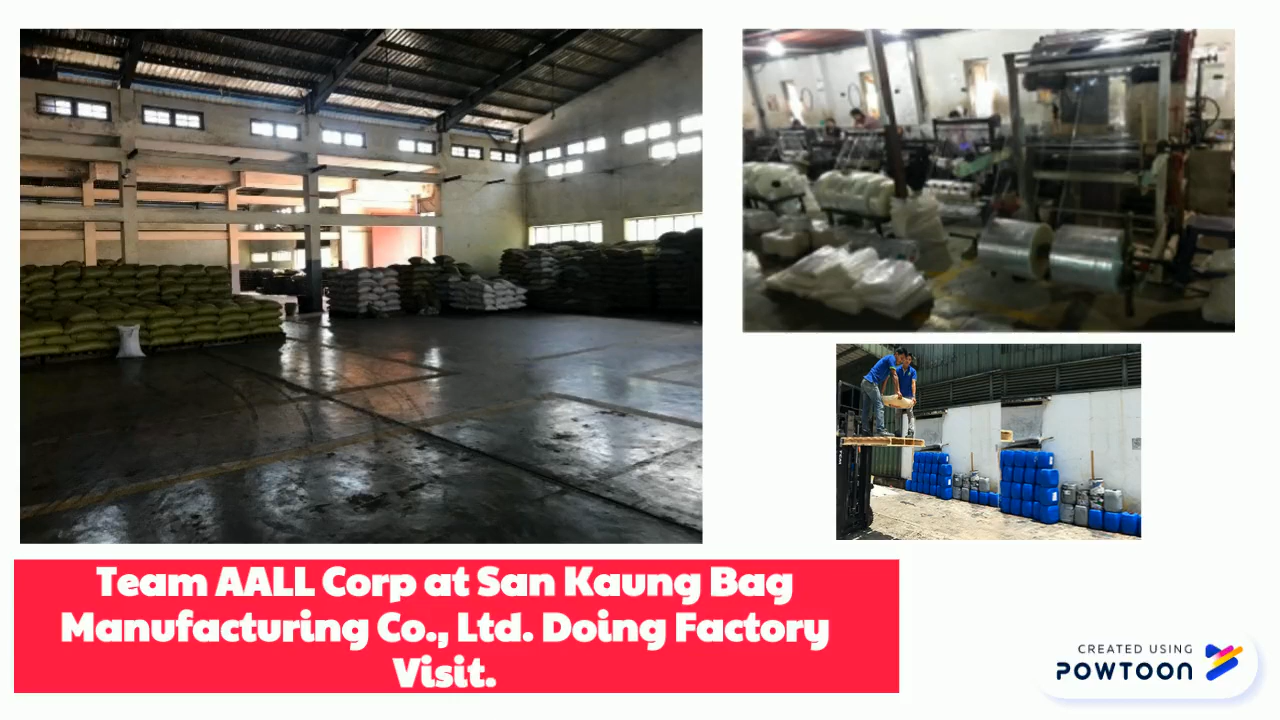 Team AALL Corp at San Kaung Bag
Manufacturing Co., Ltd. Doing Factory
Visit.
CREATED USING
POWTOON